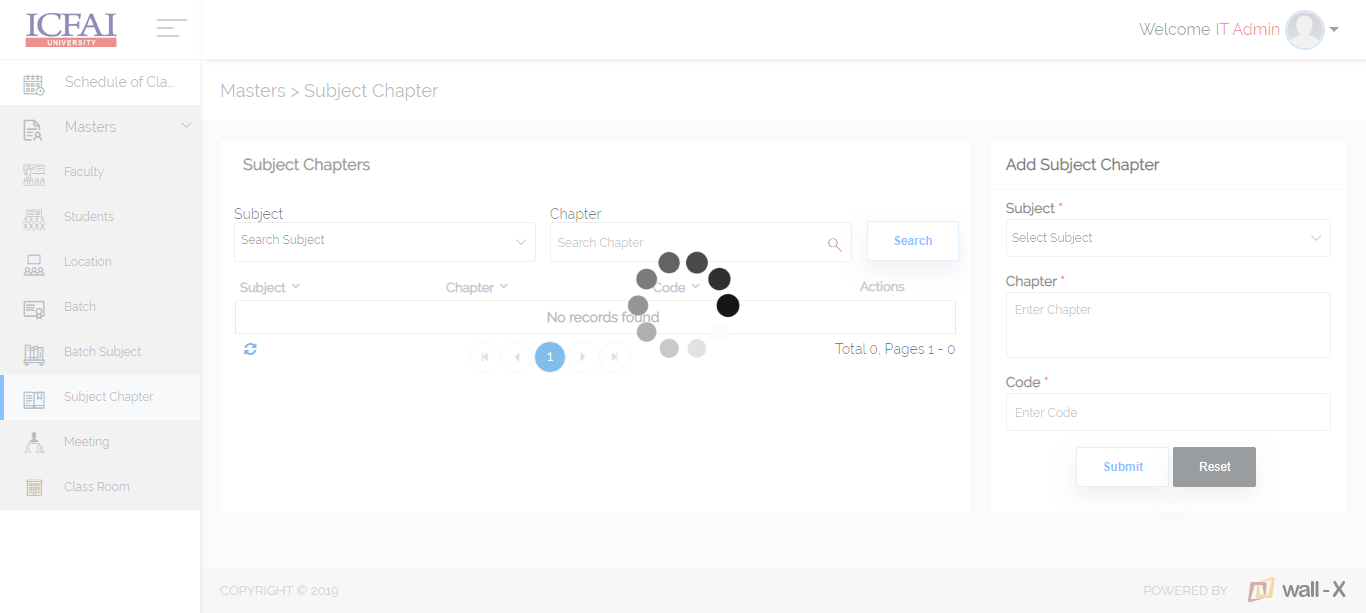 ICFAI
UNIVERSITY
Welcome IT Admin
Schedule of Cla...
Masters
Faculty
Students
Location
Batch
Batch Subject
Subject Chapter
Meeting
Class Room
Masters > Subject Chapter
Subject Chapters
Subject
Search Subject
Chapter
Search Chapter
Search
Subject Chapter Code Actions
No records found
1
Total 0, Pages 1 - 0
Add Subject Chapter
Subject *
Select Subject
Chapter *
Enter Chapter
Code *
Enter Code
Submit Reset
COPYRIGHT © 2019
POWERED BY wall-X